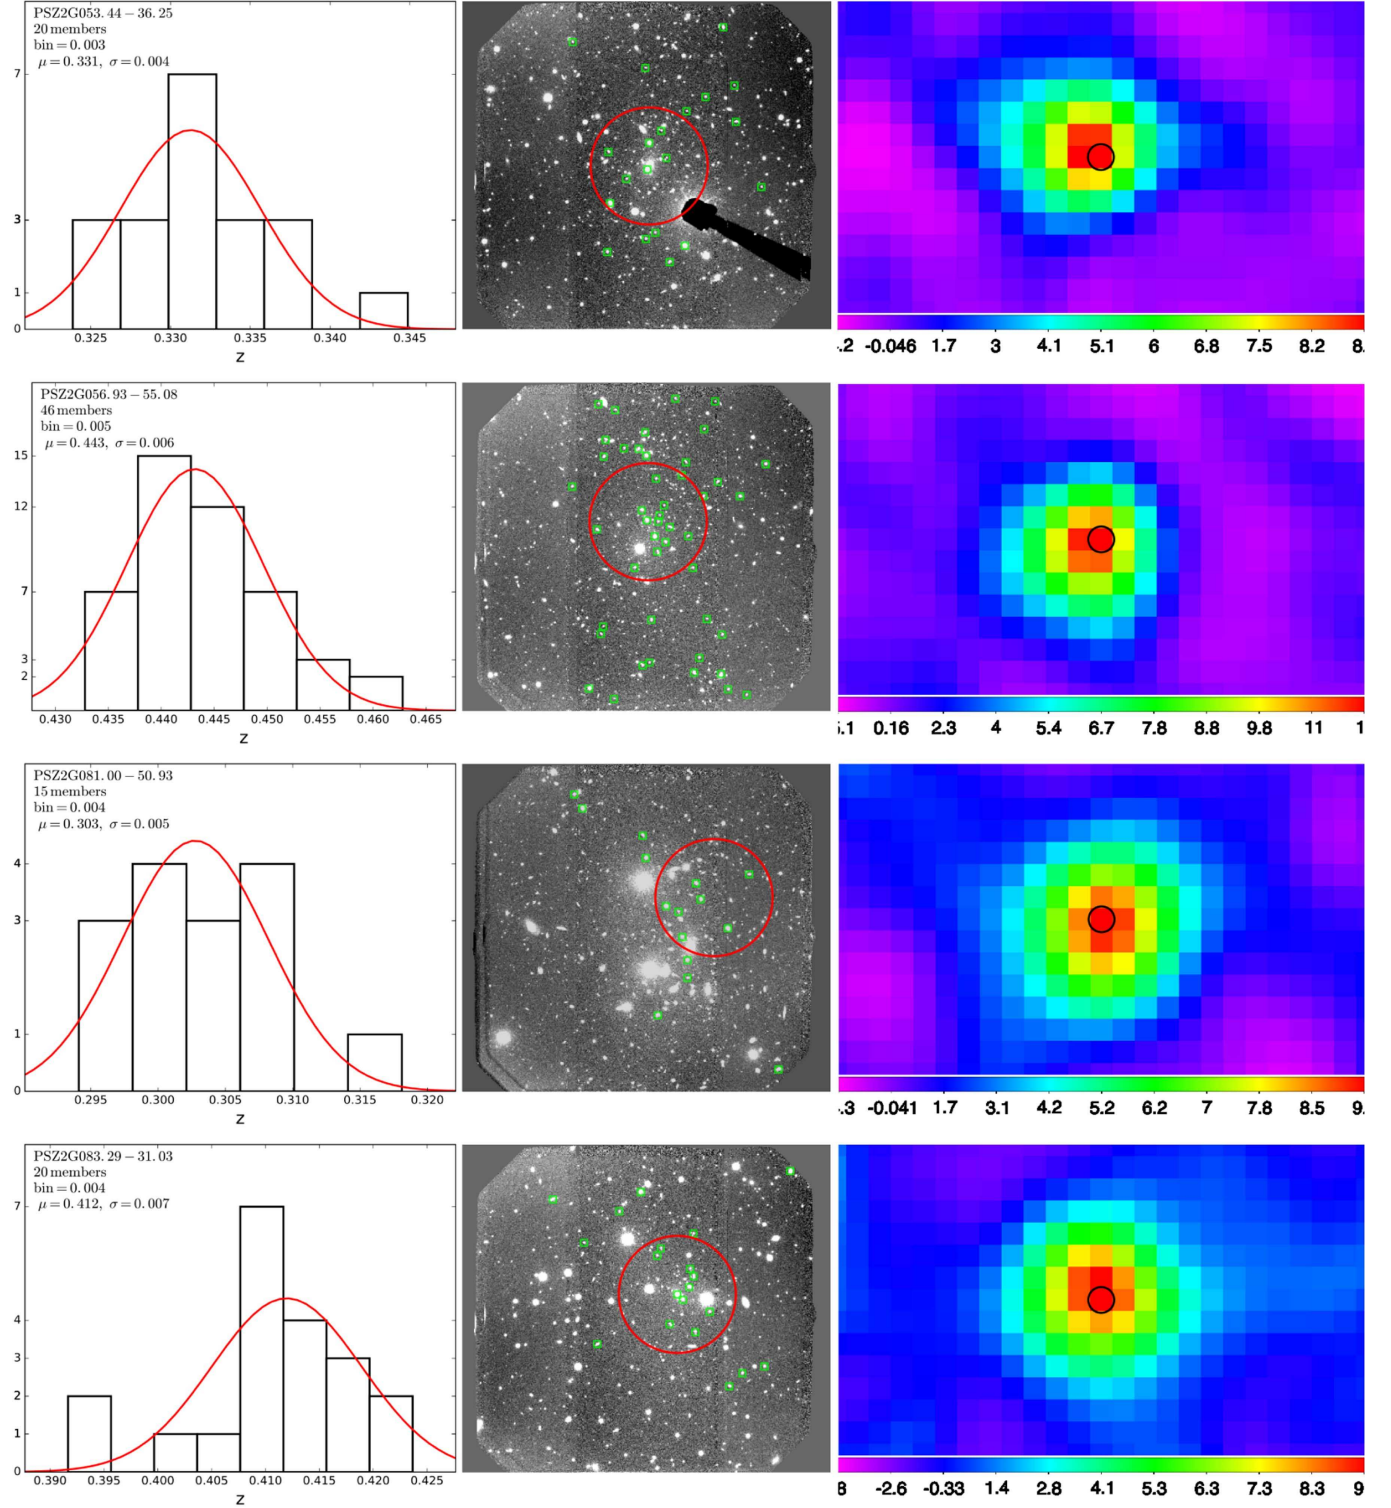 PSZ2G053.44 − 36.25
20 members
bin = 0.003
μ = 0.331, σ = 0.004
7
3
1
0
0.325 0.330 0.335 0.340 0.345
z
.2 -0.046 1.7 3 4.1 5.1 6 6.8 7.5 8.2 8.
PSZ2G056.93 − 55.08
46 members
bin = 0.005
μ = 0.443, σ = 0.006
15
12
7
3
2
0.430 0.435 0.440 0.445 0.450 0.455 0.460 0.465
z
5.1 0.16 2.3 4 5.4 6.7 7.8 8.8 9.8 11 1
PSZ2G081.00 − 50.93
15 members
bin = 0.004
μ = 0.303, σ = 0.005
4
3
1
0
0.295 0.300 0.305 0.310 0.315 0.320
z
.3 -0.041 1.7 3.1 4.2 5.2 6.2 7 7.8 8.5 9.
PSZ2G083.29 − 31.03
20 members
bin = 0.004
μ = 0.412, σ = 0.007
7
4
3
2
1
0
0.390 0.395 0.400 0.405 0.410 0.415 0.420 0.425
z
8 -2.6 -0.33 1.4 2.8 4.1 5.3 6.3 7.3 8.3 9